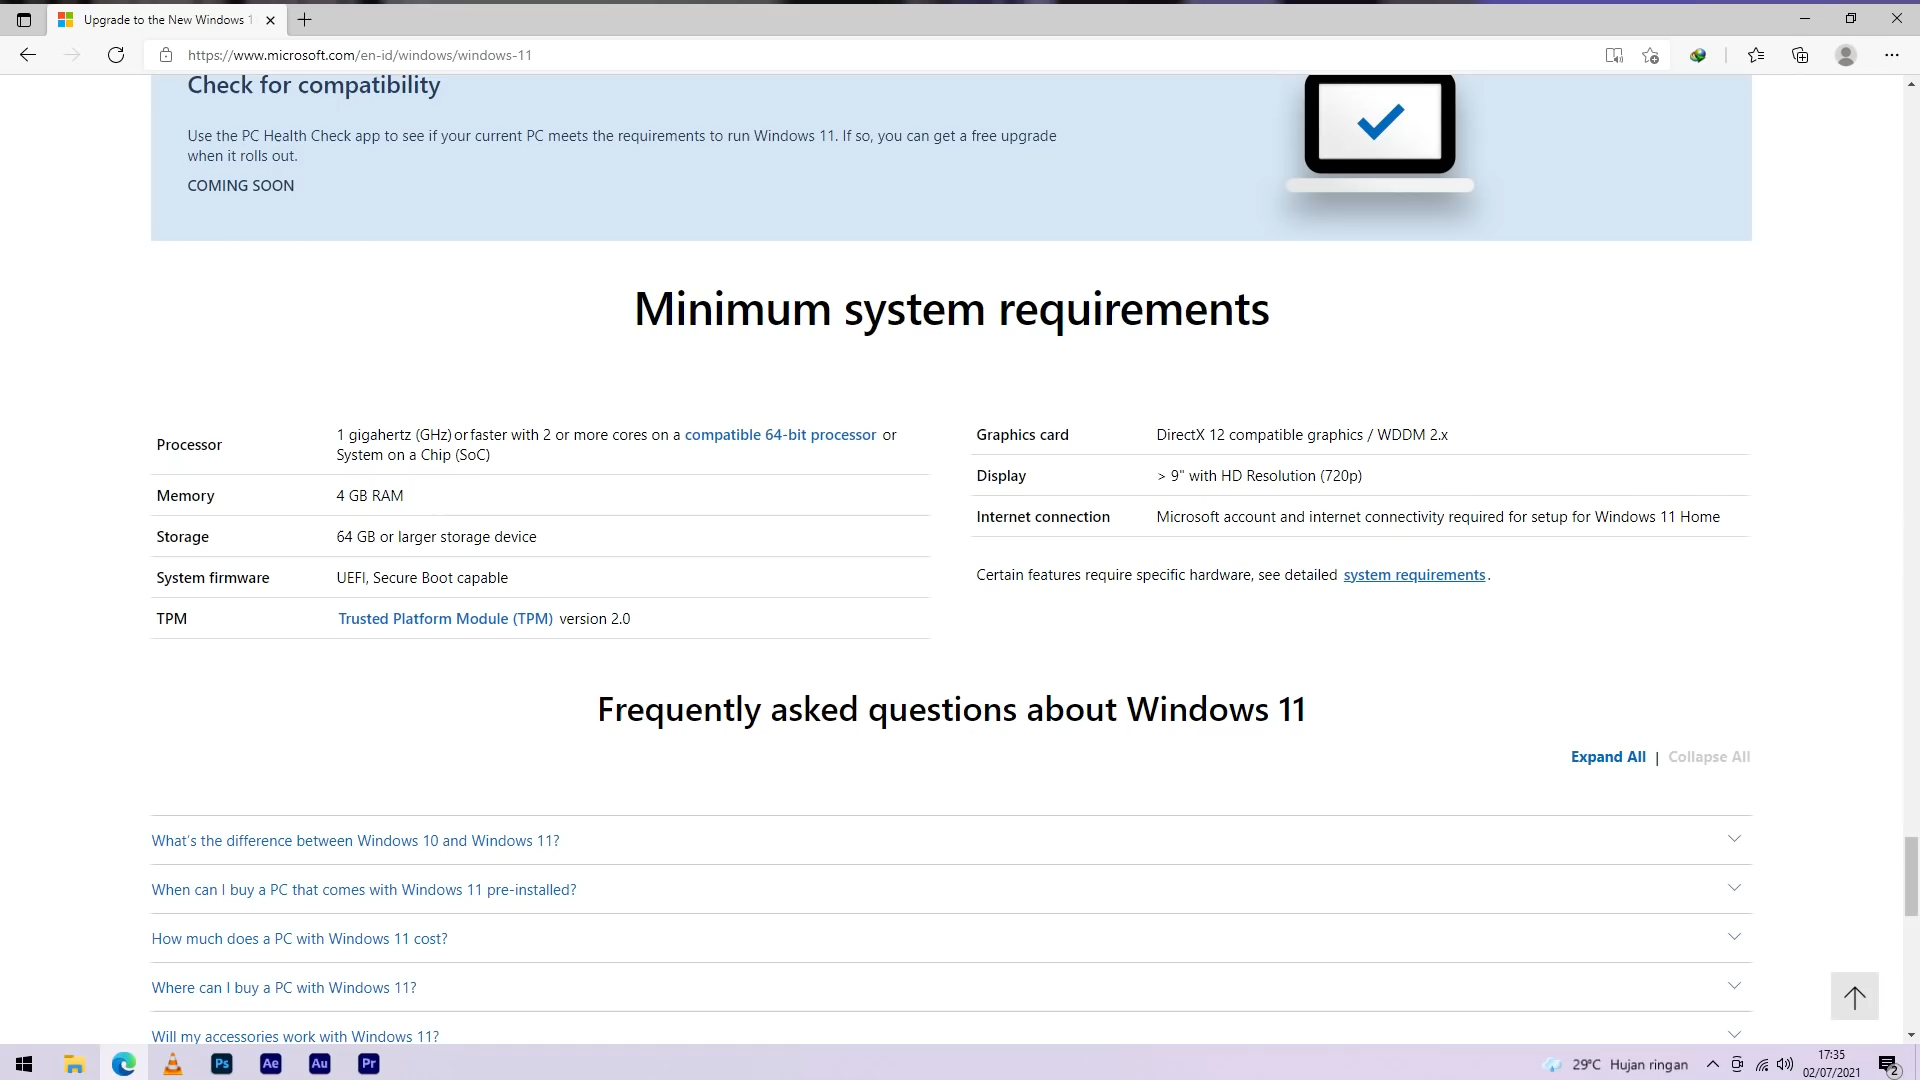 Upgrade to the New Windows 1
https://www.microsoft.com/en-id/windows/windows-11
Check for compatibility
Use the PC Health Check app to see if your current PC meets the requirements to run Windows 11. If so, you can get a free upgrade
when it rolls out.
COMING SOON
Minimum system requirements
Processor
1 gigahertz (GHz) or faster with 2 or more cores on a compatible 64-bit processor or
System on a Chip (SoC)
Memory
4 GB RAM
Storage
64 GB or larger storage device
System firmware
UEFI, Secure Boot capable
TPM
Trusted Platform Module (TPM) version 2.0
Graphics card
DirectX 12 compatible graphics / WDDM 2.x
Display
> 9" with HD Resolution (720p)
Internet connection
Microsoft account and internet connectivity required for setup for Windows 11 Home
Certain features require specific hardware, see detailed system requirements.
Frequently asked questions about Windows 11
Expand All | Collapse All
What's the difference between Windows 10 and Windows 11?
When can I buy a PC that comes with Windows 11 pre-installed?
How much does a PC with Windows 11 cost?
Where can I buy a PC with Windows 11?
Will my accessories work with Windows 11?
Ps
Ae
Au
Pr
29°C Hujan ringan
17:35
02/07/2021
2